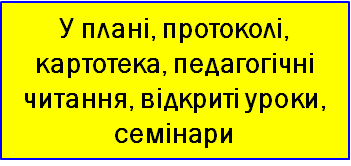 У плані, протоколі,
картотека, педагогічні
читання, відкриті уроки,
семінари